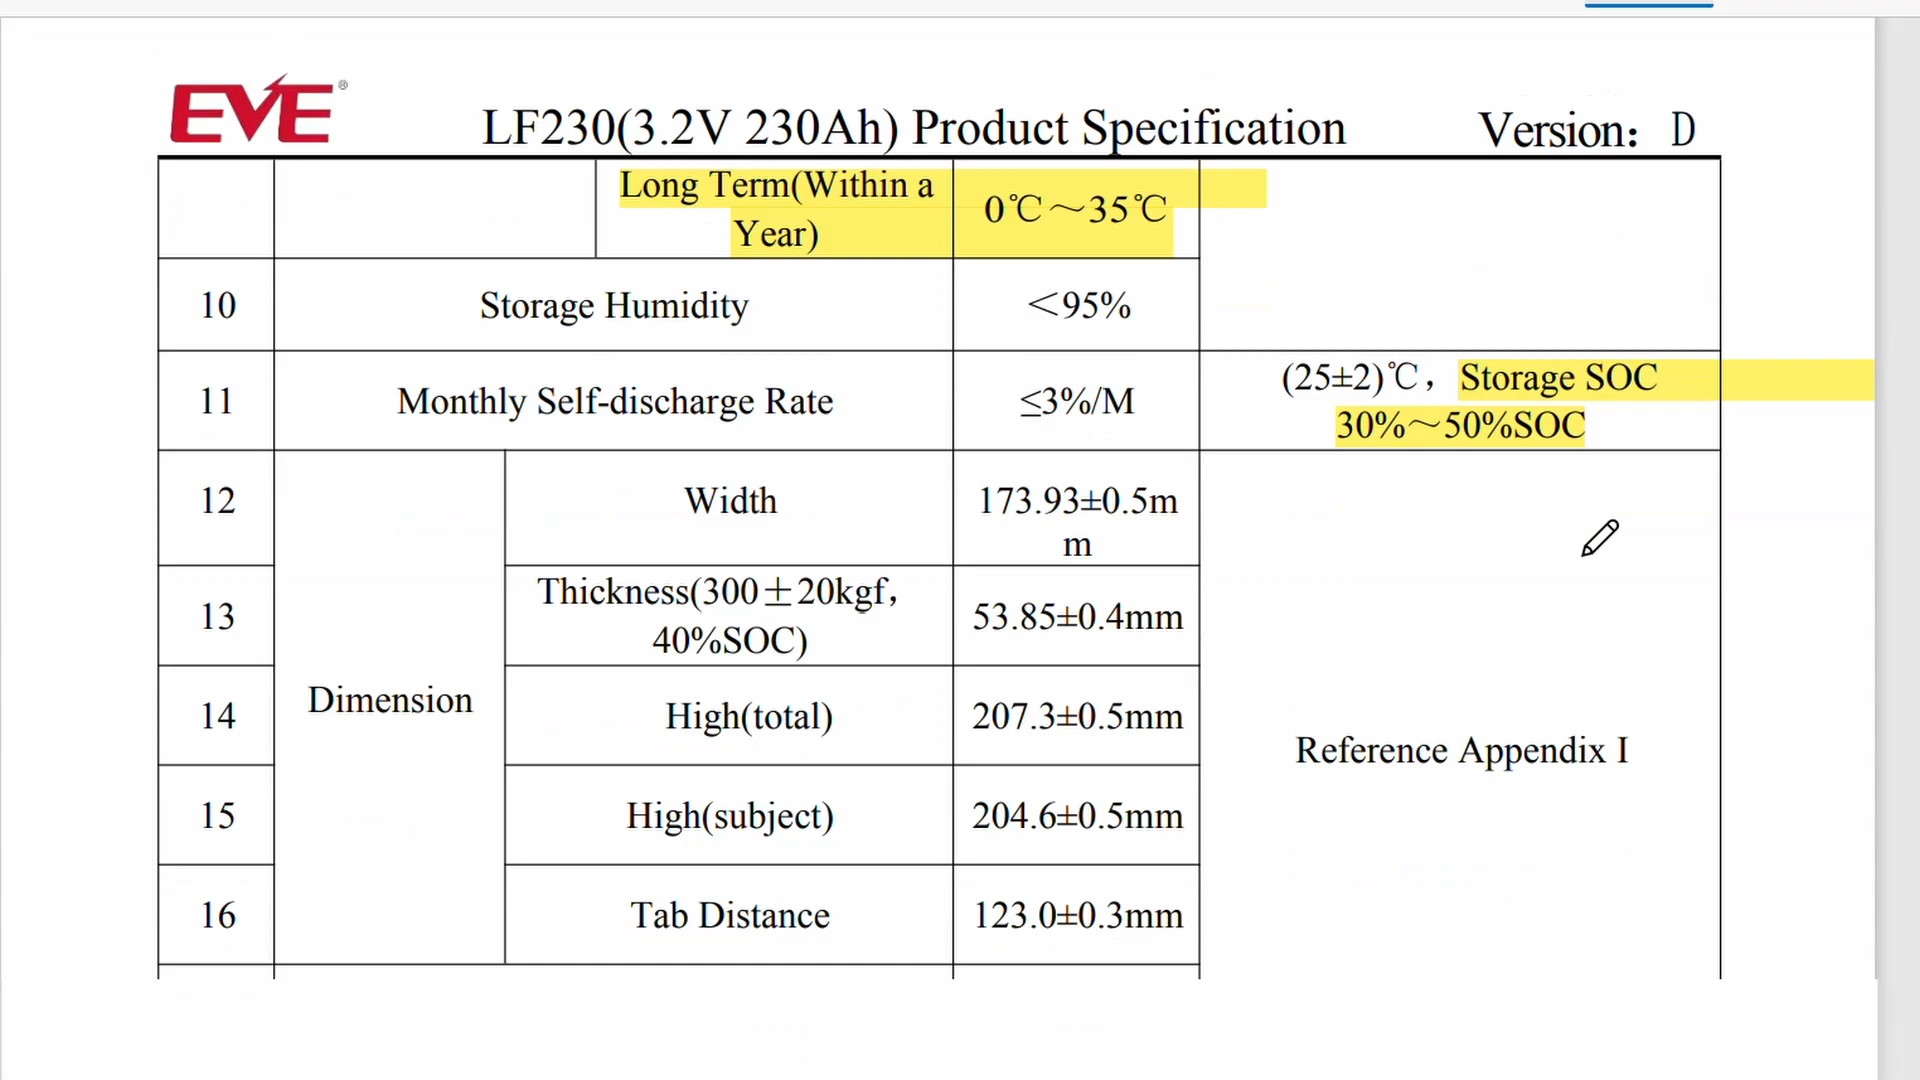 EVE®
LF230(3.2V 230Ah) Product Specification
Version： D
Long Term(Within a
Year)
0℃～35℃
10
Storage Humidity
＜95%
11
Monthly Self-discharge Rate
≤3%/M
(25±2)℃，Storage SOC
30%～50%SOC
12
Width
173.93±0.5m
m
13
Thickness(300±20kgf，
40%SOC)
53.85±0.4mm
Dimension
14
High(total)
207.3±0.5mm
Reference Appendix I
15
High(subject)
204.6±0.5mm
16
Tab Distance
123.0±0.3mm